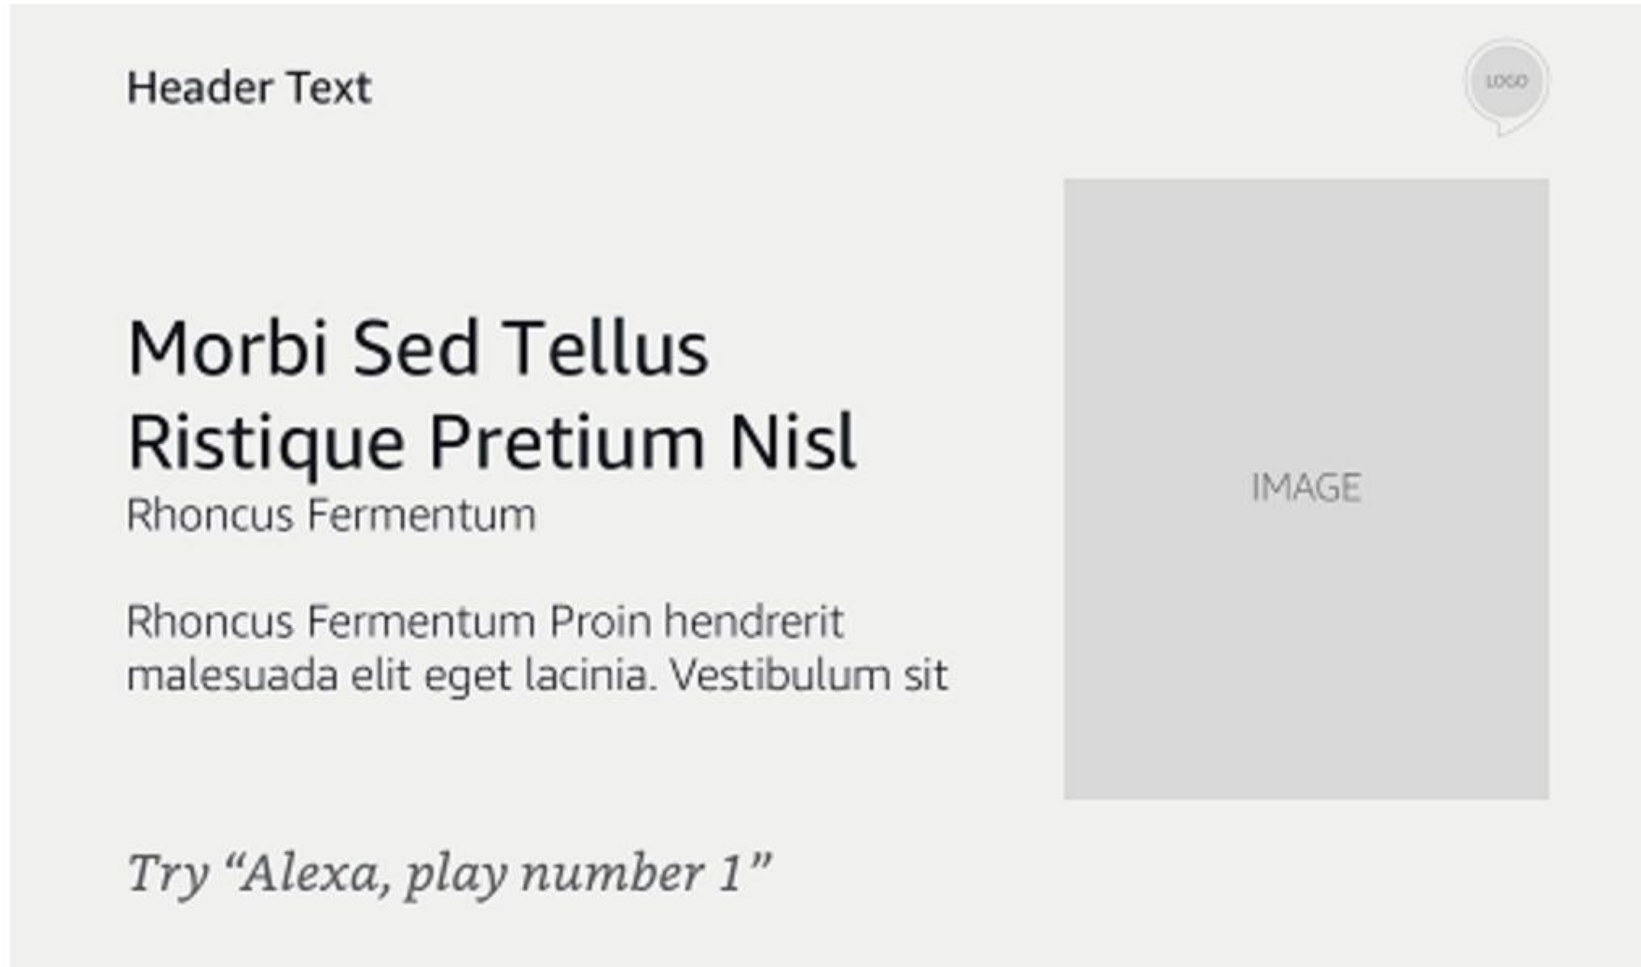 Header Text
LOGO
Morbi Sed Tellus
Ristique Pretium Nisl
Rhoncus Fermentum
Rhoncus Fermentum Proin hendrerit
malesuada elit eget lacinia. Vestibulum sit
IMAGE
Try “Alexa, play number 1”